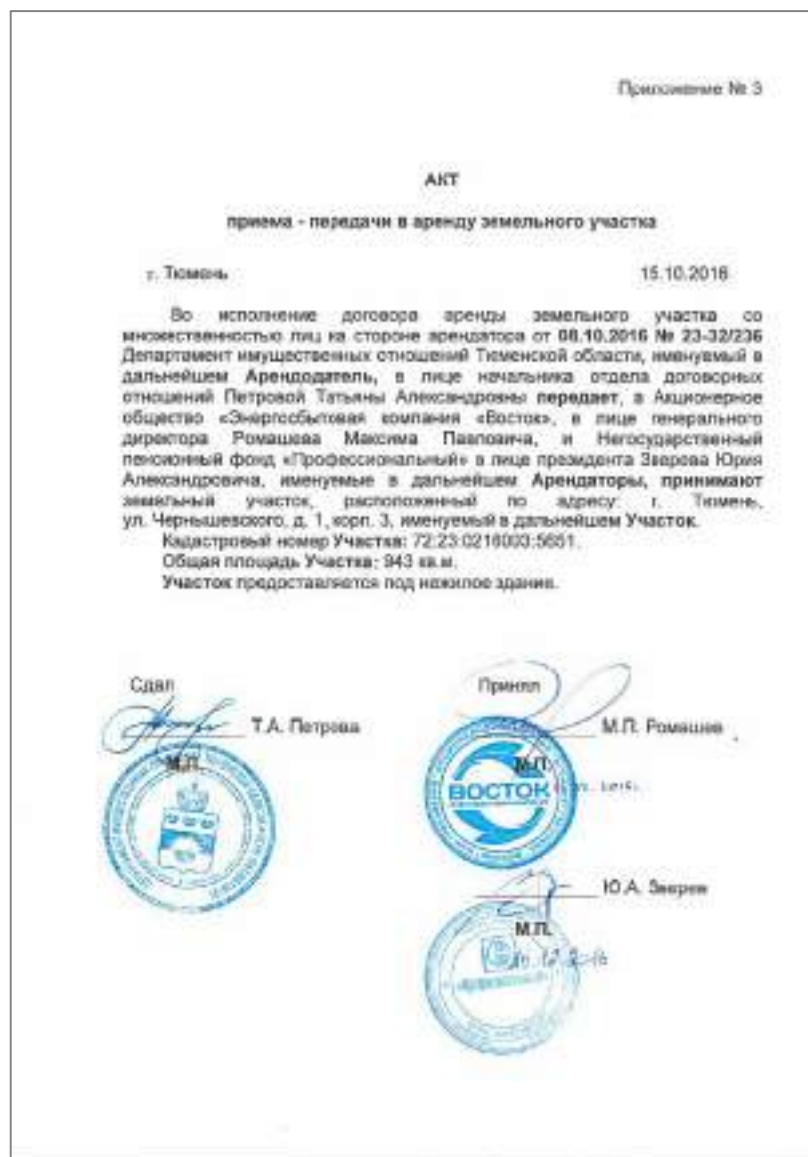 Приложение № 3
АКТ
приема - передачи в аренду земельного участка
г. Тюмень 15.10.2016
Во исполнение договора аренды земельного участка со
множественностью лиц на стороне арендатора от 08.10.2016 № 23-32/236
Департамент имущественных отношений Тюменской области, именуемый в
дальнейшем Арендодатель, в лице начальника отдела договорных
отношений Петровой Татьяны Александровны передает, а Акционерное
общество «Энергосбытовая компания «Восток», в лице генерального
директора Ромашева Максима Павловича, и Негосударственный
пенсионный фонд «Профессиональный» в лице президента Зверева Юрия
Александровича, именуемые в дальнейшем Арендаторы, принимают
земельный участок, расположенный по адресу: г. Тюмень,
ул. Чернышевского, д. 1, корп. 3, именуемый в дальнейшем Участок.
Кадастровый номер Участка: 72:23:0216003:5651.
Общая площадь Участка: 943 кв.м.
Участок предоставляется под нежилое здание.
Сдал Принял
Т.А. Петрова М.П. Ромашев
М.П. М.П.
ВОСТОК
Ю.А. Зверев
М.П.
12.2016